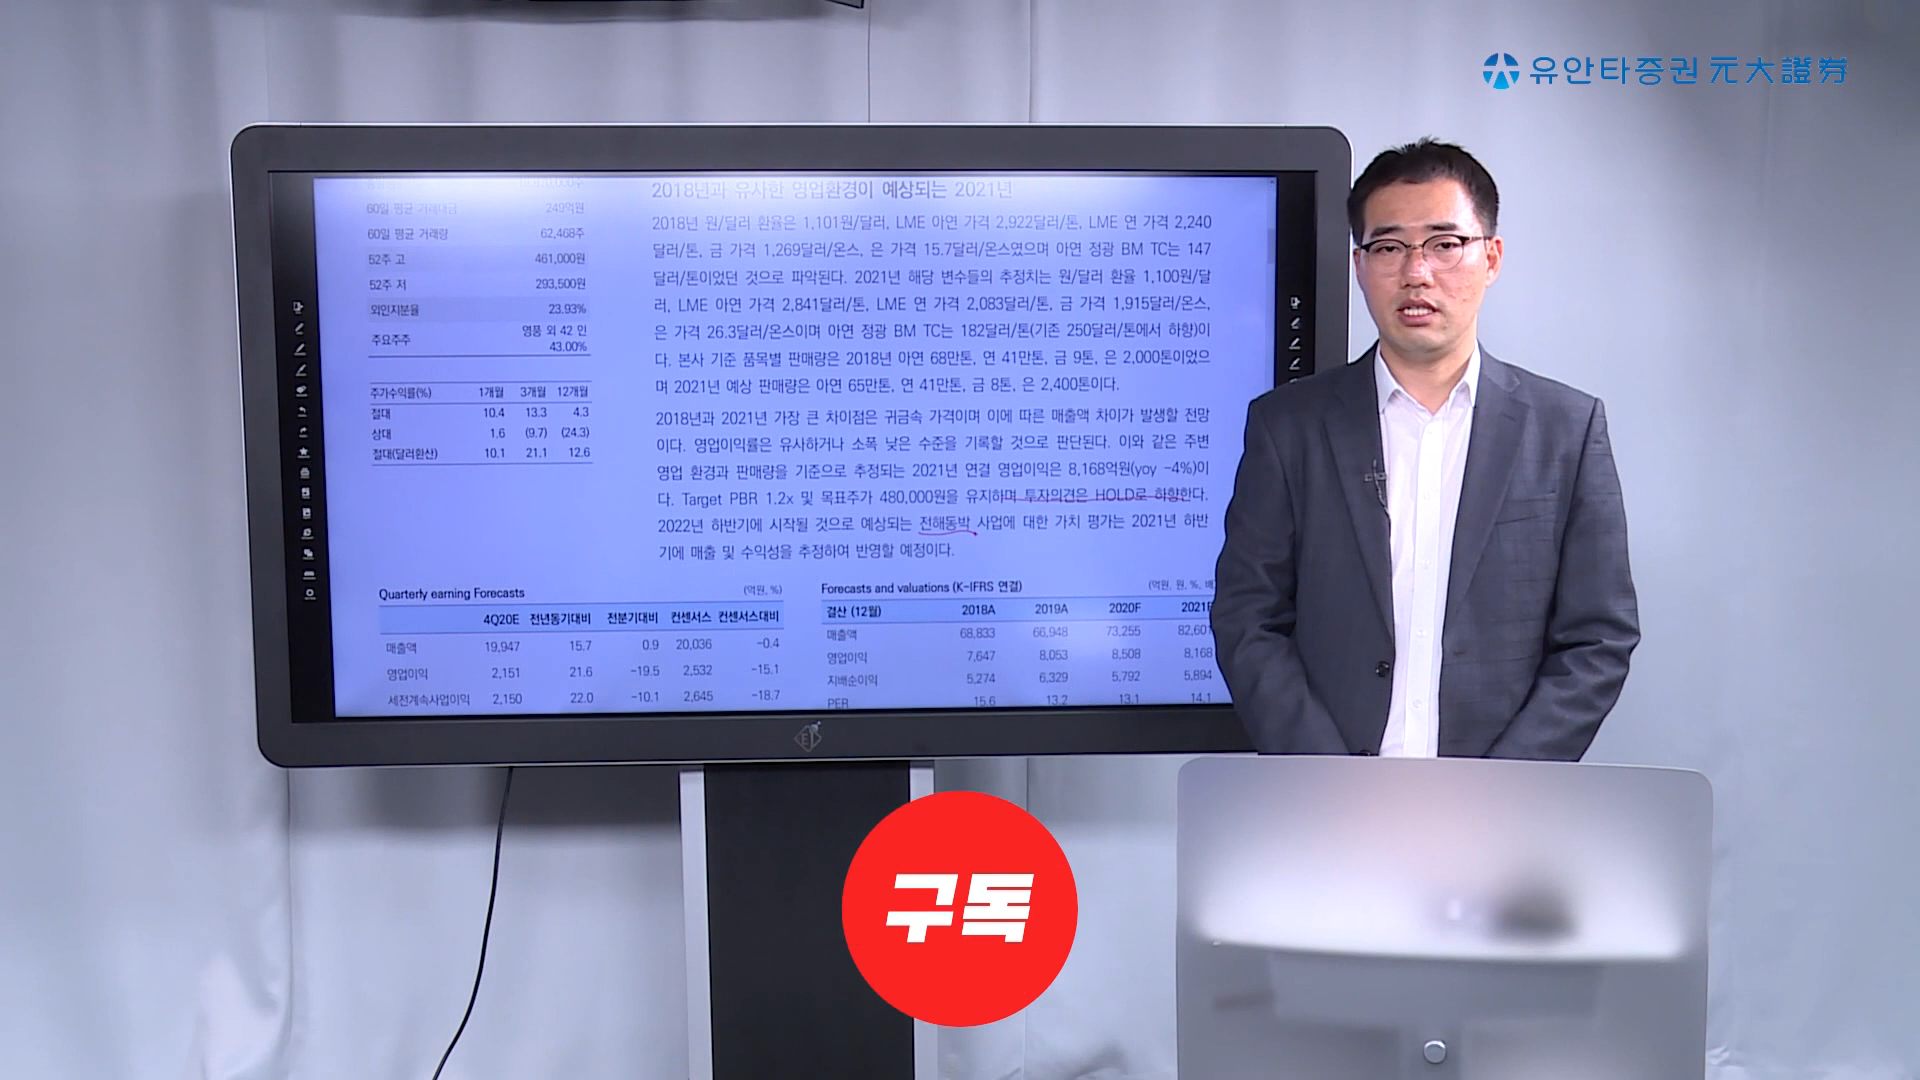 유안타증권 元大證券
60일 평균 거래대금 249억원
60일 평균 거래량 62,468주
52주 고 461,000원
52주 저 293,500원
외인지분율 23.93%
주요주주 영풍 외 42 인
43.00%
주가수익률(%) 1개월 3개월 12개월
절대 10.4 13.3 4.3
상대 1.6 (9.7) (24.3)
절대(달러환산) 10.1 21.1 12.6
2018년과 유사한 영업환경이 예상되는 2021년
2018년 원/달러 환율은 1,101원/달러, LME 아연 가격 2,922달러/톤, LME 연 가격 2,240
달러/톤, 금 가격 1,269달러/온스, 은 가격 15.7달러/온스였으며 아연 정광 BM TC는 147
달러/톤이었던 것으로 파악된다. 2021년 해당 변수들의 추정치는 원/달러 환율 1,100원/달
러, LME 아연 가격 2,841달러/톤, LME 연 가격 2,083달러/톤, 금 가격 1,915달러/온스,
은 가격 26.3달러/온스이며 아연 정광 BM TC는 182달러/톤(기존 250달러/톤에서 하향)이
다. 본사 기준 품목별 판매량은 2018년 아연 68만톤, 연 41만톤, 금 9톤, 은 2,000톤이었으
며 2021년 예상 판매량은 아연 65만톤, 연 41만톤, 금 8톤, 은 2,400톤이다.
2018년과 2021년 가장 큰 차이점은 귀금속 가격이며 이에 따른 매출액 차이가 발생할 전망
이다. 영업이익률은 유사하거나 소폭 낮은 수준을 기록할 것으로 판단된다. 이와 같은 주변
영업 환경과 판매량을 기준으로 추정되는 2021년 연결 영업이익은 8,168억원(yoy -4%)이
다. Target PBR 1.2x 및 목표주가 480,000원을 유지하며 투자의견은 HOLD로 하향한다.
2022년 하반기에 시작될 것으로 예상되는 전해동박 사업에 대한 가치 평가는 2021년 하반
기에 매출 및 수익성을 추정하여 반영할 예정이다.
Quarterly earning Forecasts (억원, %)
4Q20E 전년동기대비 전분기대비 컨센서스 컨센서스대비
매출액 19,947 15.7 0.9 20,036 -0.4
영업이익 2,151 21.6 -19.5 2,532 -15.1
세전계속사업이익 2,150 22.0 -10.1 2,645 -18.7
Forecasts and valuations (K-IFRS 연결) (억원, 원, %, 배
결산 (12월) 2018A 2019A 2020F 2021F
매출액 68,833 66,948 73,255 82,601
영업이익 7,647 8,053 8,508 8,168
지배순이익 5,274 6,329 5,792 5,894
PER 15.6 13.2 13.1 14.1
구독